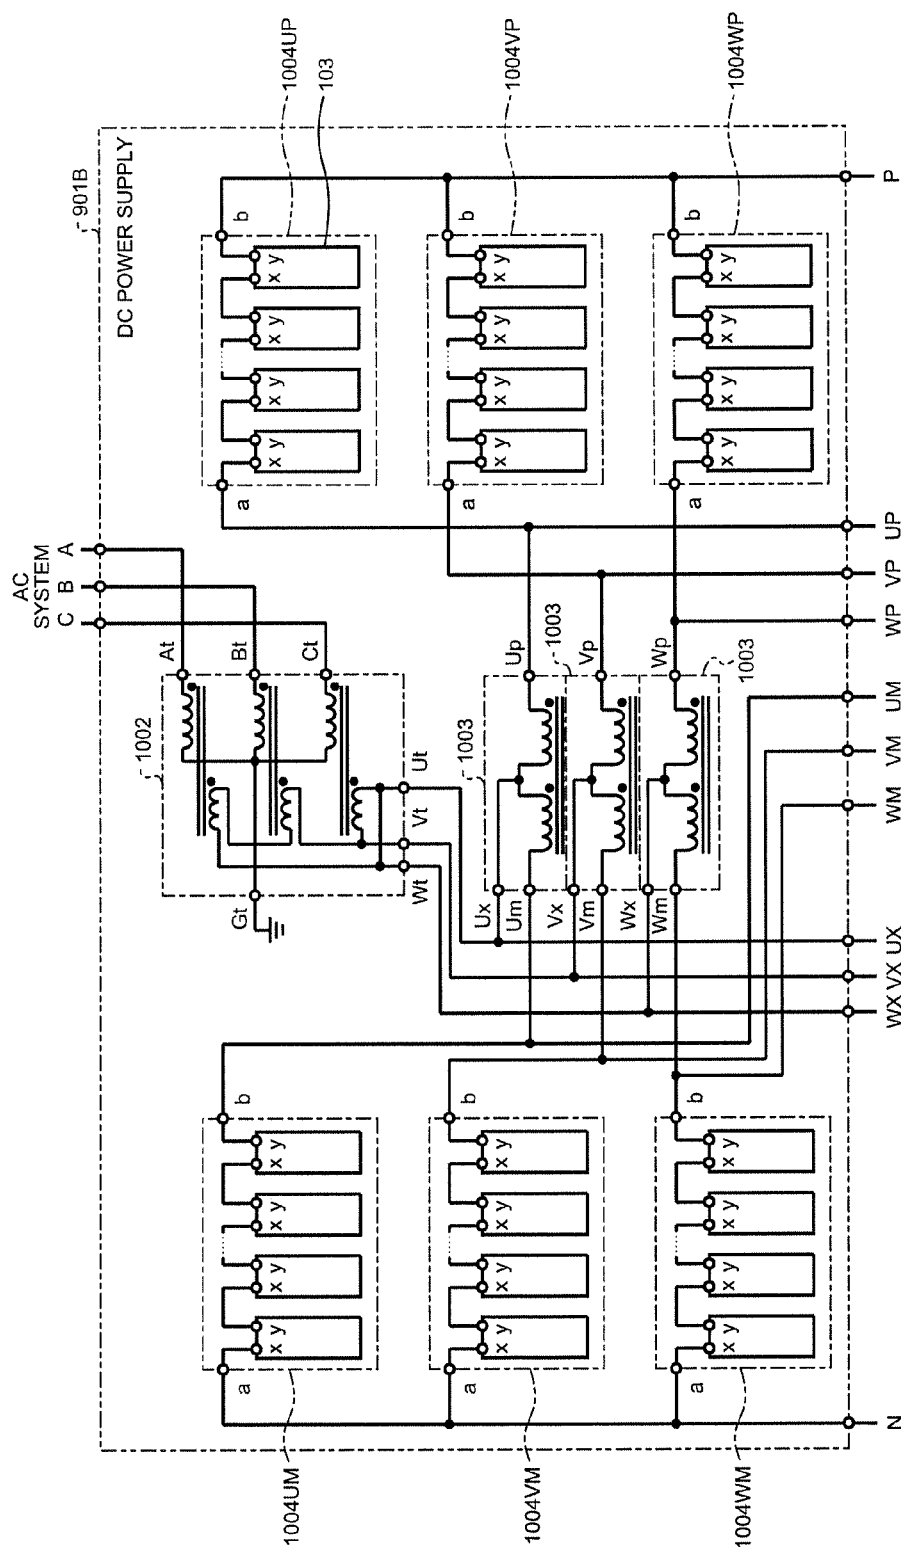 901B
DC POWER SUPPLY
1004UP
103
1004VP
1004WP
b
x y
x y
x y
x y
a
b
x y
x y
x y
x y
a
b
x y
x y
x y
x y
a
P
AC
SYSTEM
A
B
C
UP
VP
WP
1002
At
Bt
Ct
Ut
Vt
Wt
Gt
1003
1003
1003
Up
Vp
Wp
Ux
Um
Vx
Vm
Wx
Wm
UM
VM
WM
UX
VX
WX
b
x y
x y
x y
x y
a
b
x y
x y
x y
x y
a
b
x y
x y
x y
x y
a
N
1004UM
1004VM
1004WM